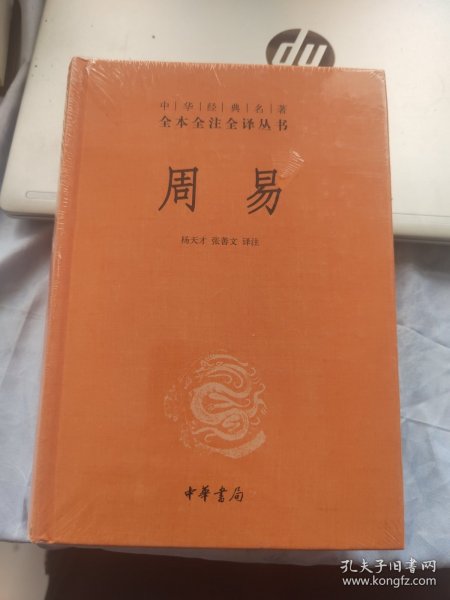 hp
中华经典名著
全本全注全译丛书
周易
杨天才 张善文 译注
中華書局
孔夫子旧书网
www.kongfz.com